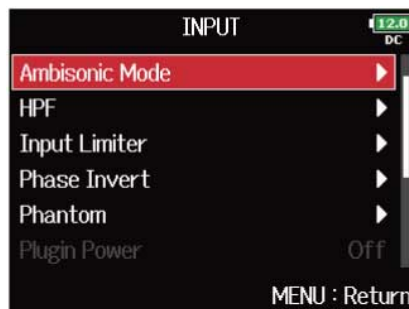 INPUT
12.0
DC
Ambisonic Mode
HPF
Input Limiter
Phase Invert
Phantom
Plugin Power Off
MENU : Return